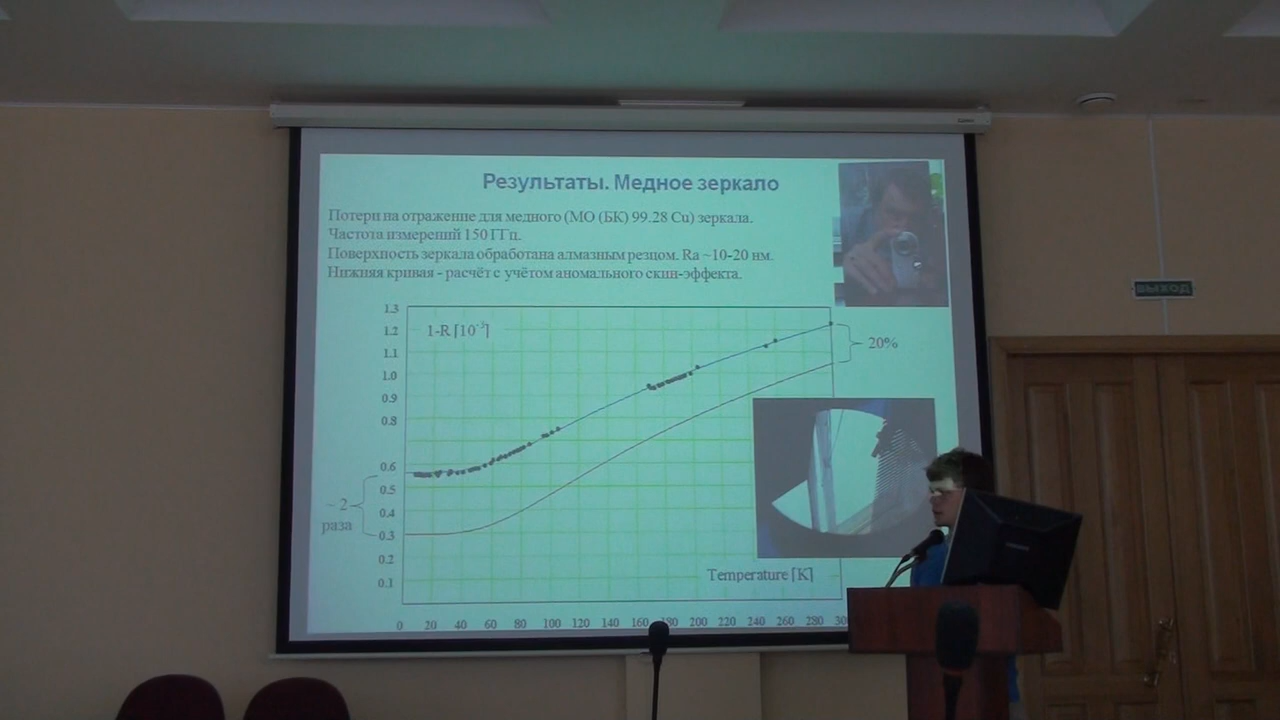 Результаты. Медное зеркало
Потери на отражение для медного (МО (БК) 99.28 Cu) зеркала.
Частота измерений 150 ГГц.
Поверхность зеркала обработана алмазным резцом. Ra ~10-20 нм.
Нижняя кривая - расчёт с учётом аномального скин-эффекта.
ВЫХОД
1.3
1-R [10⁻³]
1.2
20%
1.1
1.0
0.9
0.8
0.6
0.5
~ 2
раза
0.4
0.3
0.2
Temperature [K]
0.1
0 20 40 60 80 100 120 140 160 180 200 220 240 260 280